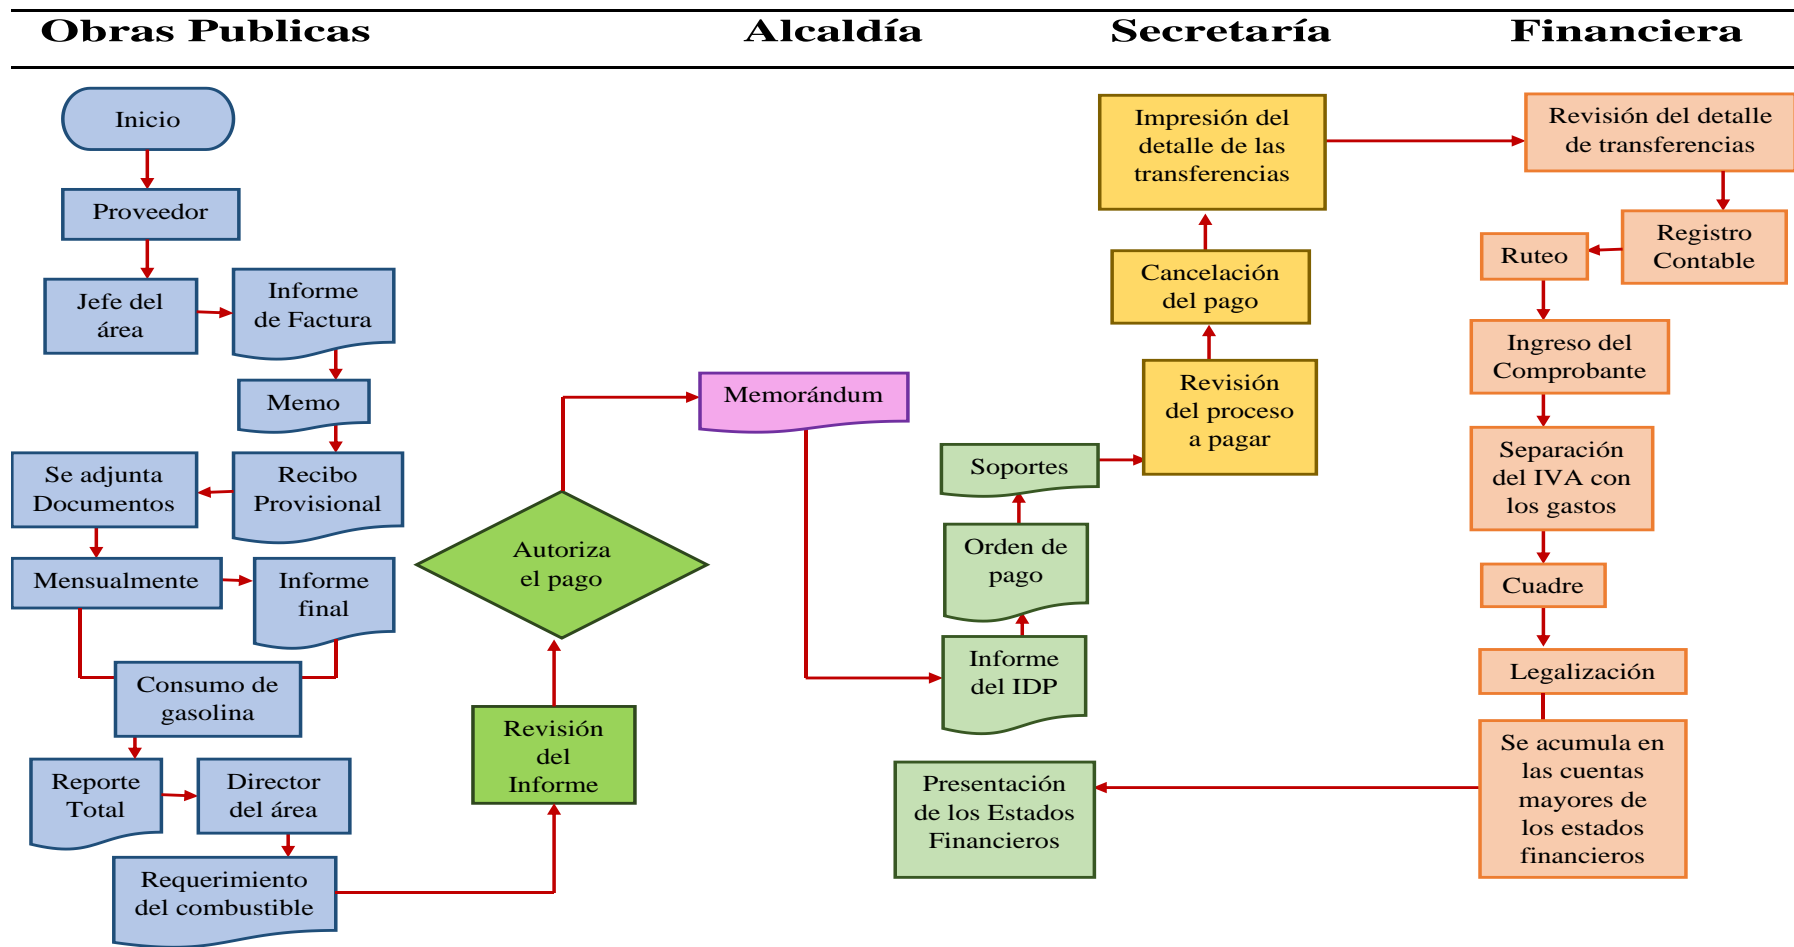 Obras Publicas
Alcaldía
Secretaría
Financiera
Inicio
Proveedor
Jefe del
área
Informe
de Factura
Memo
Recibo
Provisional
Se adjunta
Documentos
Mensualmente
Informe
final
Consumo de
gasolina
Reporte
Total
Director
del área
Requerimiento
del combustible
Revisión
del
Informe
Autoriza
el pago
Memorándum
Informe
del IDP
Orden de
pago
Soportes
Revisión
del proceso
a pagar
Cancelación
del pago
Impresión del
detalle de las
transferencias
Revisión del detalle
de transferencias
Registro
Contable
Ruteo
Ingreso del
Comprobante
Separación
del IVA con
los gastos
Cuadre
Legalización
Se acumula en
las cuentas
mayores de
los estados
financieros
Presentación
de los Estados
Financieros